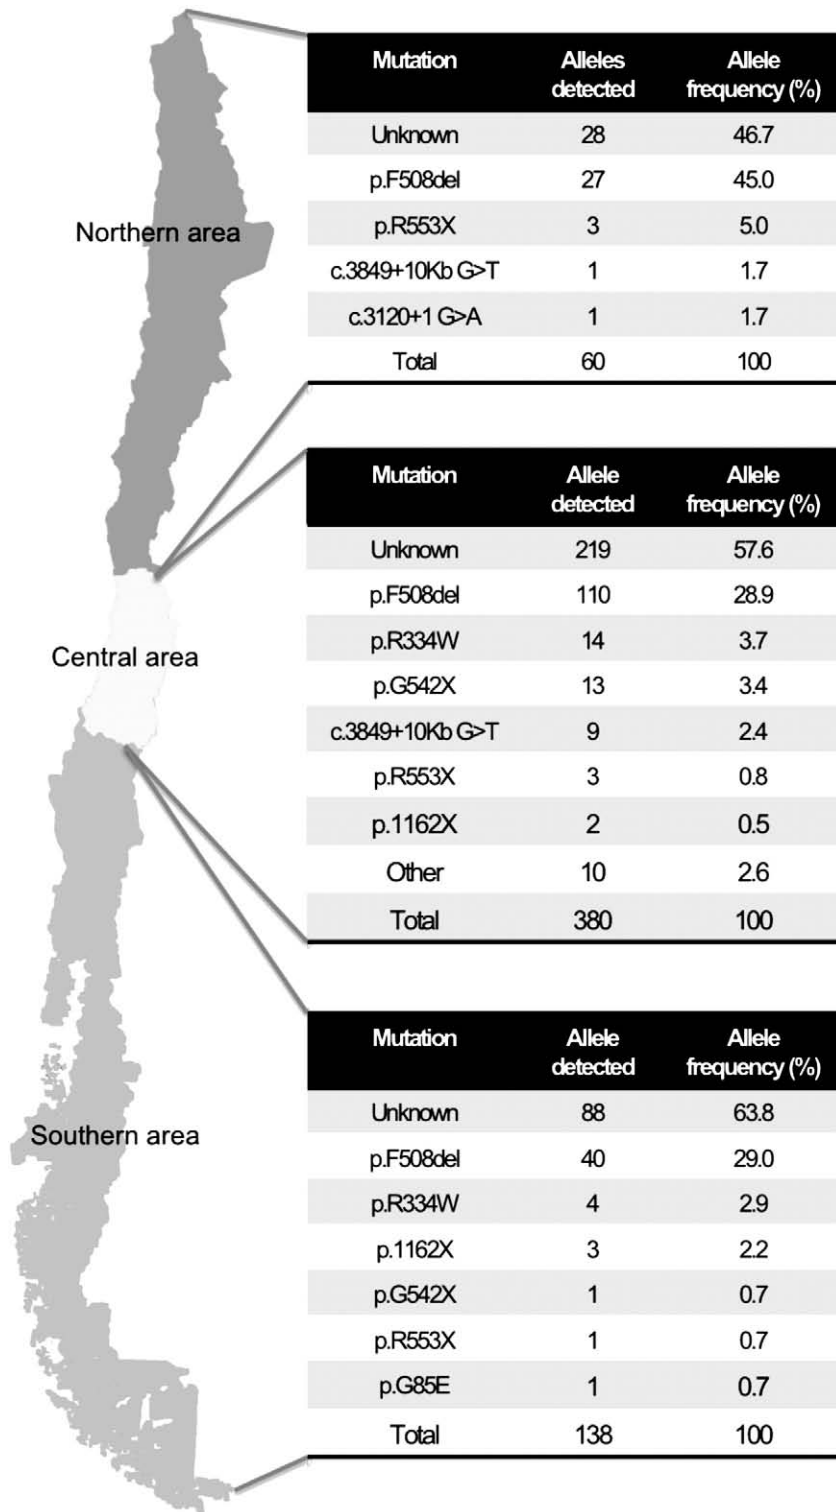 Northern area
Mutation Alleles detected Allele frequency (%)
Unknown 28 46.7
p.F508del 27 45.0
p.R553X 3 5.0
c.3849+10Kb G>T 1 1.7
c.3120+1 G>A 1 1.7
Total 60 100
Central area
Mutation Allele detected Allele frequency (%)
Unknown 219 57.6
p.F508del 110 28.9
p.R334W 14 3.7
p.G542X 13 3.4
c.3849+10Kb G>T 9 2.4
p.R553X 3 0.8
p.1162X 2 0.5
Other 10 2.6
Total 380 100
Southern area
Mutation Allele detected Allele frequency (%)
Unknown 88 63.8
p.F508del 40 29.0
p.R334W 4 2.9
p.1162X 3 2.2
p.G542X 1 0.7
p.R553X 1 0.7
p.G85E 1 0.7
Total 138 100